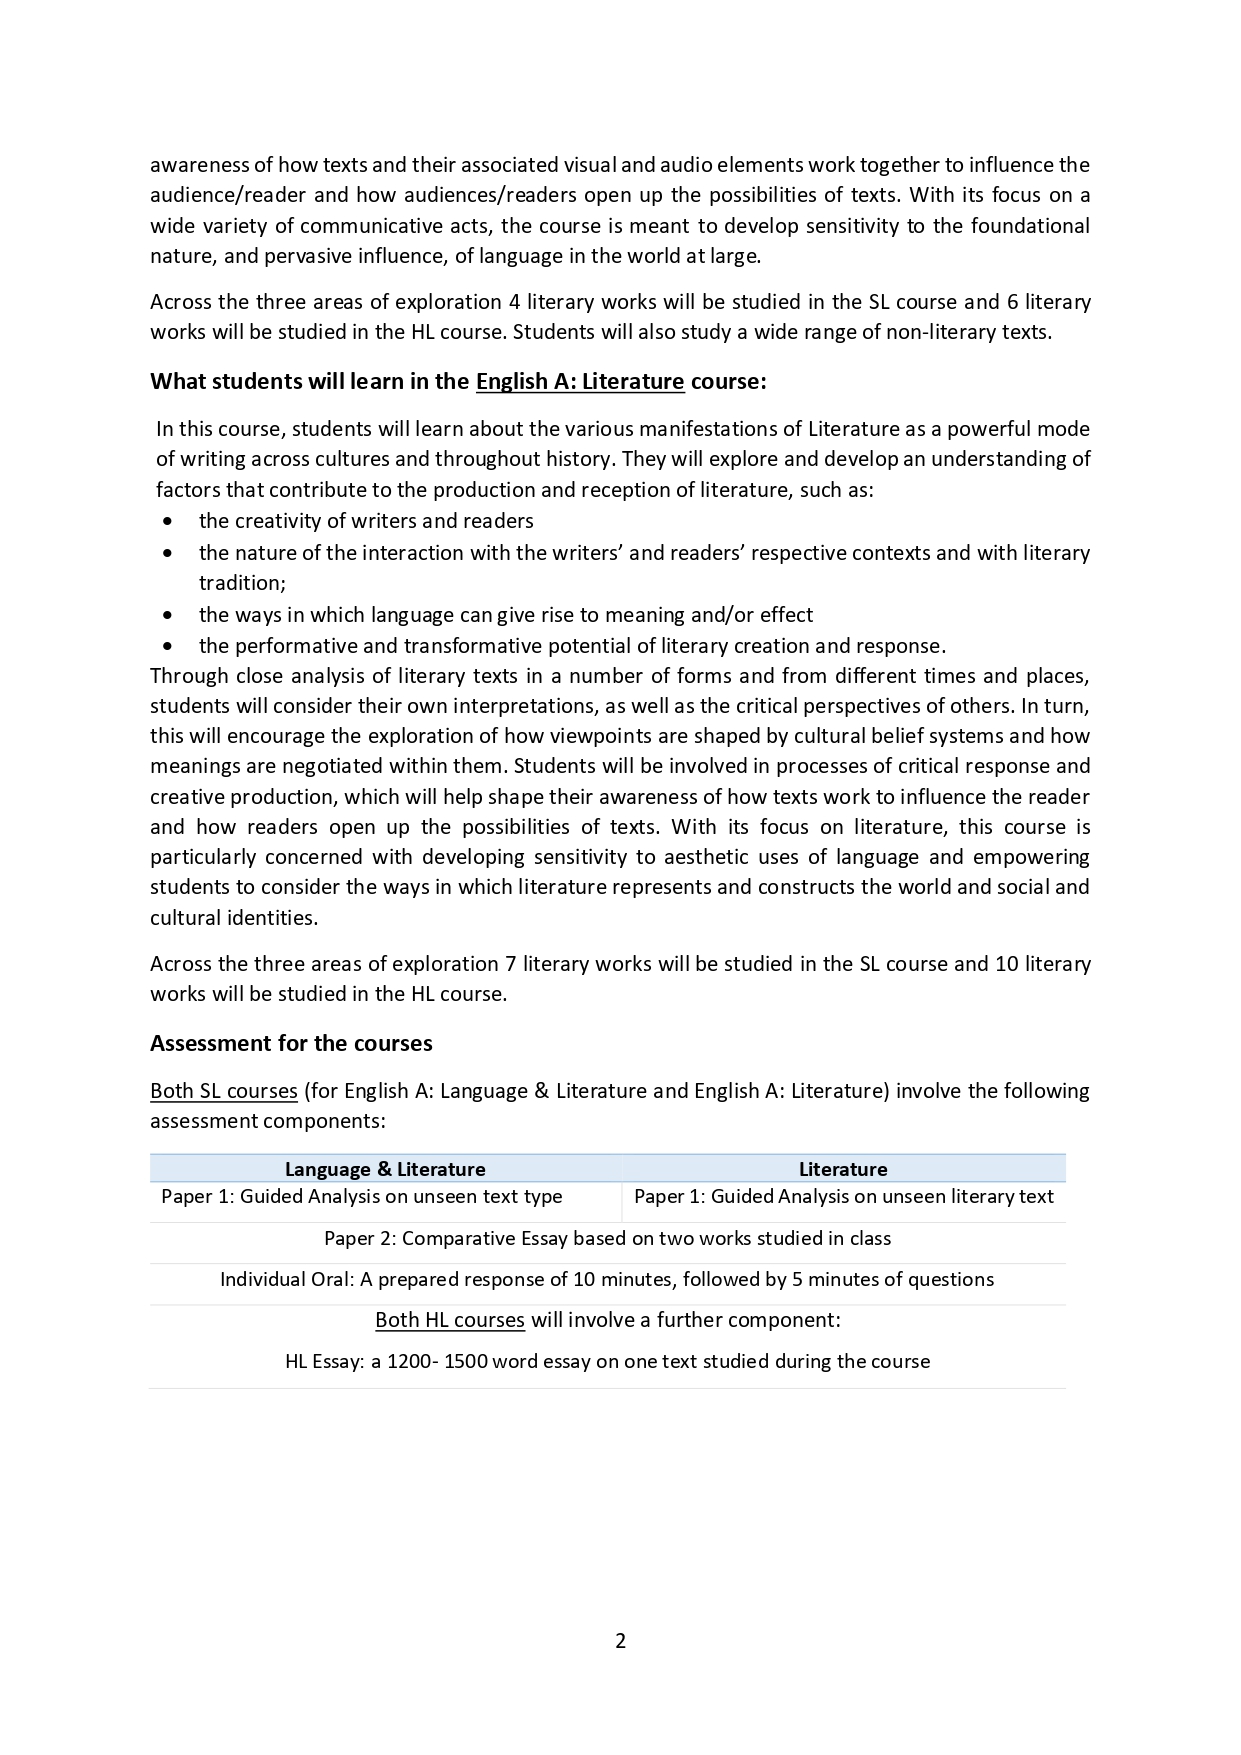 awareness of how texts and their associated visual and audio elements work together to influence the
audience/reader and how audiences/readers open up the possibilities of texts. With its focus on a
wide variety of communicative acts, the course is meant to develop sensitivity to the foundational
nature, and pervasive influence, of language in the world at large.
Across the three areas of exploration 4 literary works will be studied in the SL course and 6 literary
works will be studied in the HL course. Students will also study a wide range of non-literary texts.
What students will learn in the English A: Literature course:
In this course, students will learn about the various manifestations of Literature as a powerful mode
of writing across cultures and throughout history. They will explore and develop an understanding of
factors that contribute to the production and reception of literature, such as:
• the creativity of writers and readers
• the nature of the interaction with the writers’ and readers’ respective contexts and with literary
tradition;
• the ways in which language can give rise to meaning and/or effect
• the performative and transformative potential of literary creation and response.
Through close analysis of literary texts in a number of forms and from different times and places,
students will consider their own interpretations, as well as the critical perspectives of others. In turn,
this will encourage the exploration of how viewpoints are shaped by cultural belief systems and how
meanings are negotiated within them. Students will be involved in processes of critical response and
creative production, which will help shape their awareness of how texts work to influence the reader
and how readers open up the possibilities of texts. With its focus on literature, this course is
particularly concerned with developing sensitivity to aesthetic uses of language and empowering
students to consider the ways in which literature represents and constructs the world and social and
cultural identities.
Across the three areas of exploration 7 literary works will be studied in the SL course and 10 literary
works will be studied in the HL course.
Assessment for the courses
Both SL courses (for English A: Language & Literature and English A: Literature) involve the following
assessment components:
Language & Literature Literature
Paper 1: Guided Analysis on unseen text type Paper 1: Guided Analysis on unseen literary text
Paper 2: Comparative Essay based on two works studied in class
Individual Oral: A prepared response of 10 minutes, followed by 5 minutes of questions
Both HL courses will involve a further component:
HL Essay: a 1200- 1500 word essay on one text studied during the course
2